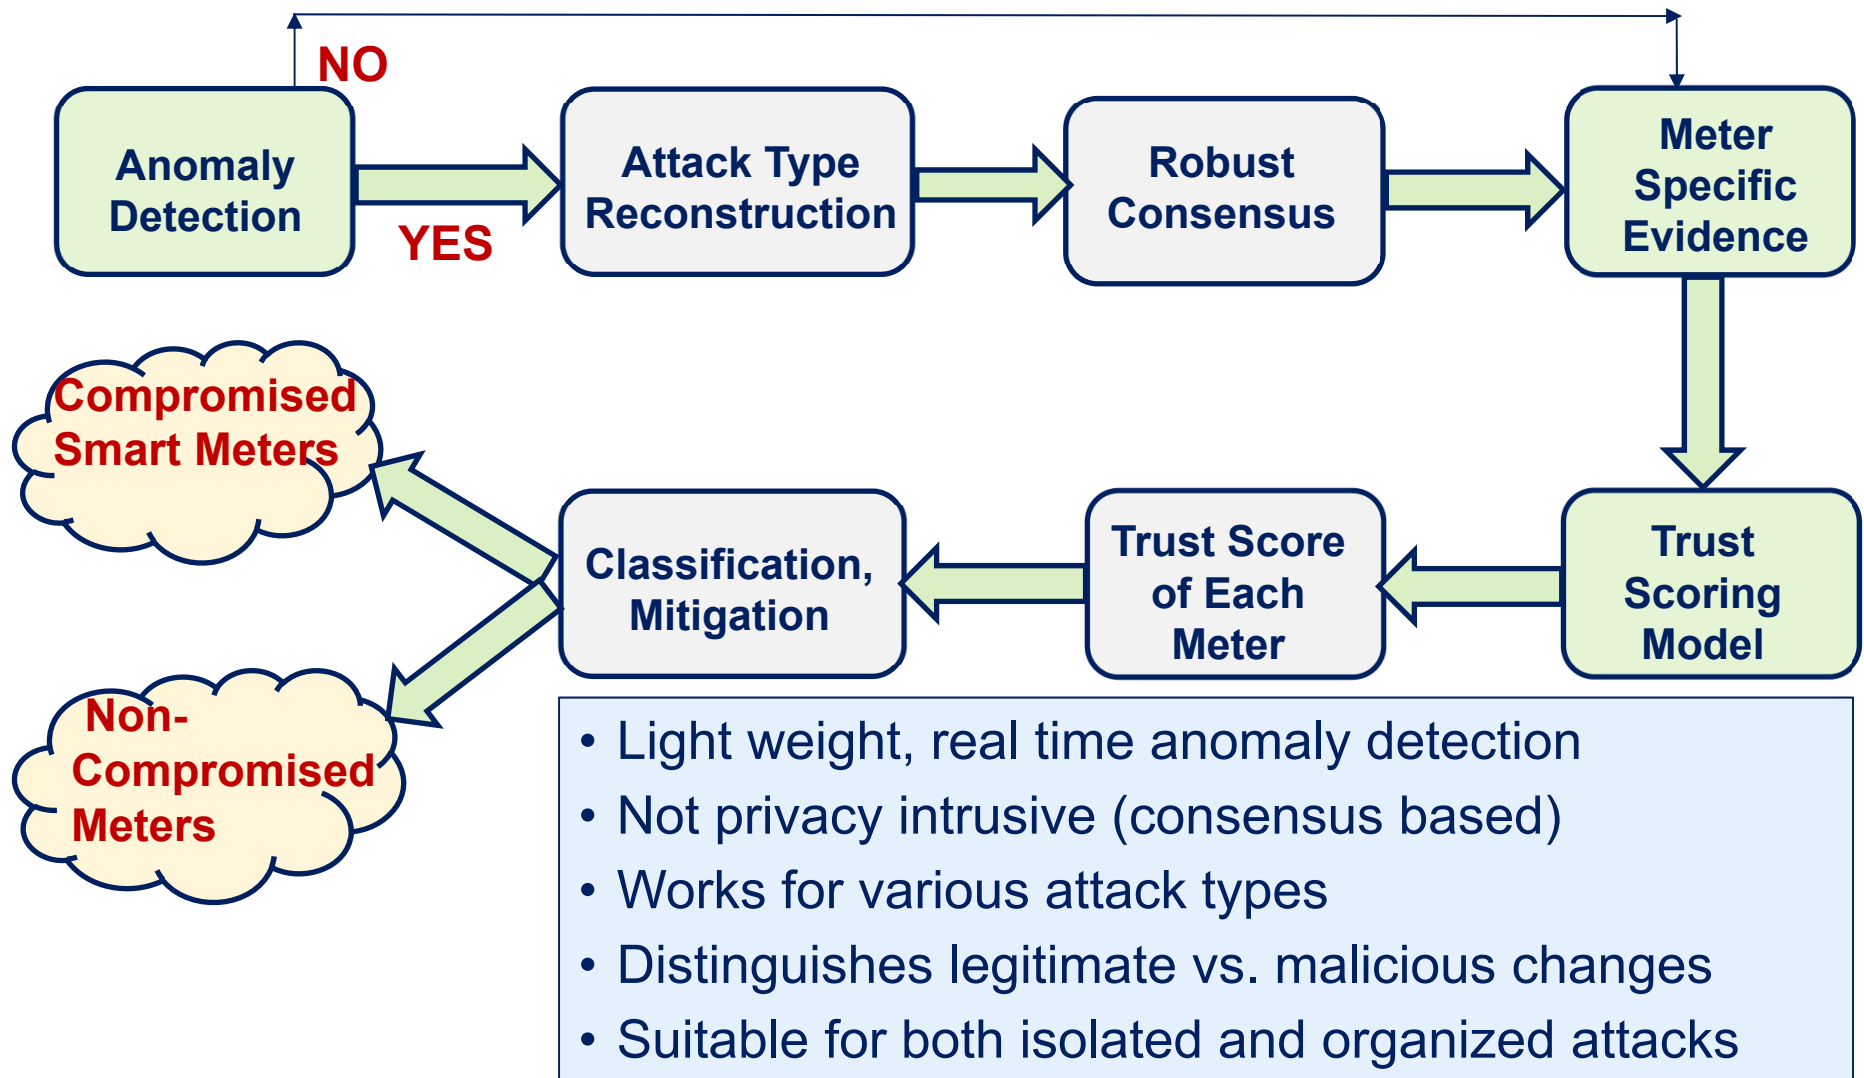 NO
Anomaly
Detection
YES
Attack Type
Reconstruction
Robust
Consensus
Meter
Specific
Evidence
Compromised
Smart Meters
Classification,
Mitigation
Trust Score
of Each
Meter
Trust
Scoring
Model
Non-
Compromised
Meters
• Light weight, real time anomaly detection
• Not privacy intrusive (consensus based)
• Works for various attack types
• Distinguishes legitimate vs. malicious changes
• Suitable for both isolated and organized attacks